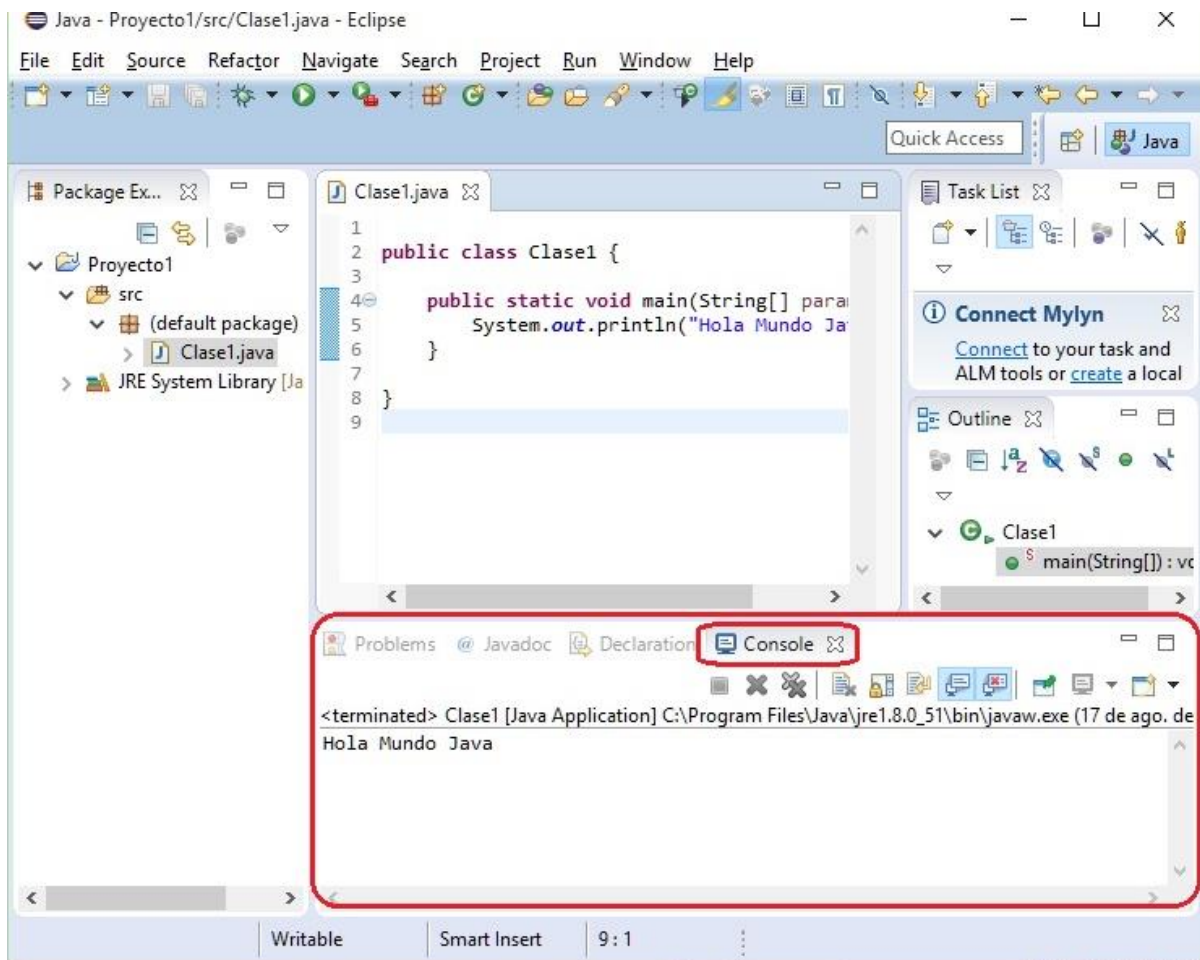 Java - Proyecto1/src/Clase1.java - Eclipse
File Edit Source Refactor Navigate Search Project Run Window Help
Quick Access
Java
Package Ex...
Proyecto1
src
(default package)
Clase1.java
JRE System Library [Ja
Clase1.java
1
2 public class Clase1 {
3
4 public static void main(String[] para
5 System.out.println("Hola Mundo Ja
6 }
7
8 }
9
Task List
Connect Mylyn
Connect to your task and
ALM tools or create a local
Outline
Clase1
main(String[]) : vo
Problems @ Javadoc Declaration Console
<terminated> Clase1 [Java Application] C:\Program Files\Java\jre1.8.0_51\bin\javaw.exe (17 de ago. de
Hola Mundo Java
Writable Smart Insert 9 : 1